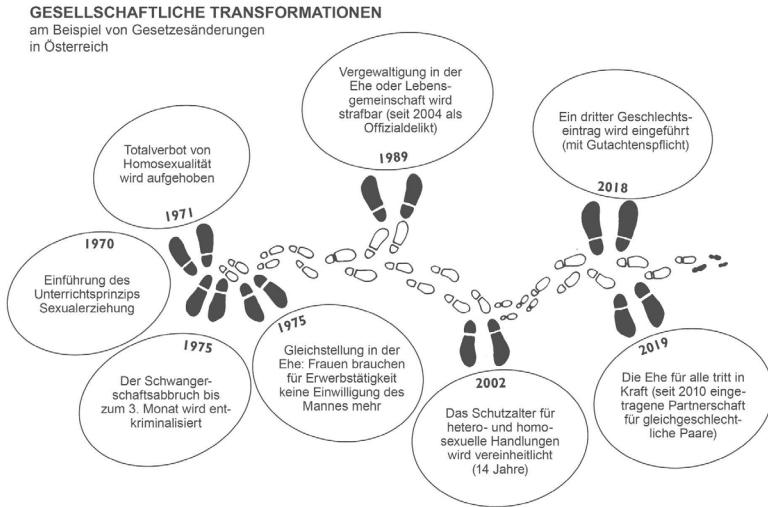 GESELLSCHAFTLICHE TRANSFORMATIONEN
am Beispiel von Gesetzesänderungen
in Österreich
1970
Einführung des
Unterrichtsprinzips
Sexualerziehung
Totalverbot von
Homosexualität
wird aufgehoben
1971
1975
Der Schwanger-
schaftsabbruch bis
zum 3. Monat wird ent-
kriminalisiert
1975
Gleichstellung in der
Ehe: Frauen brauchen
für Erwerbstätigkeit
keine Einwilligung des
Mannes mehr
Vergewaltigung in der
Ehe oder Lebens-
gemeinschaft wird
strafbar (seit 2004 als
Offizialdelikt)
1989
2002
Das Schutzalter für
hetero- und homo-
sexuelle Handlungen
wird vereinheitlicht
(14 Jahre)
Ein dritter Geschlechts-
eintrag wird eingeführt
(mit Gutachtenspflicht)
2018
2019
Die Ehe für alle tritt in
Kraft (seit 2010 einge-
tragene Partnerschaft
für gleichgeschlecht-
liche Paare)